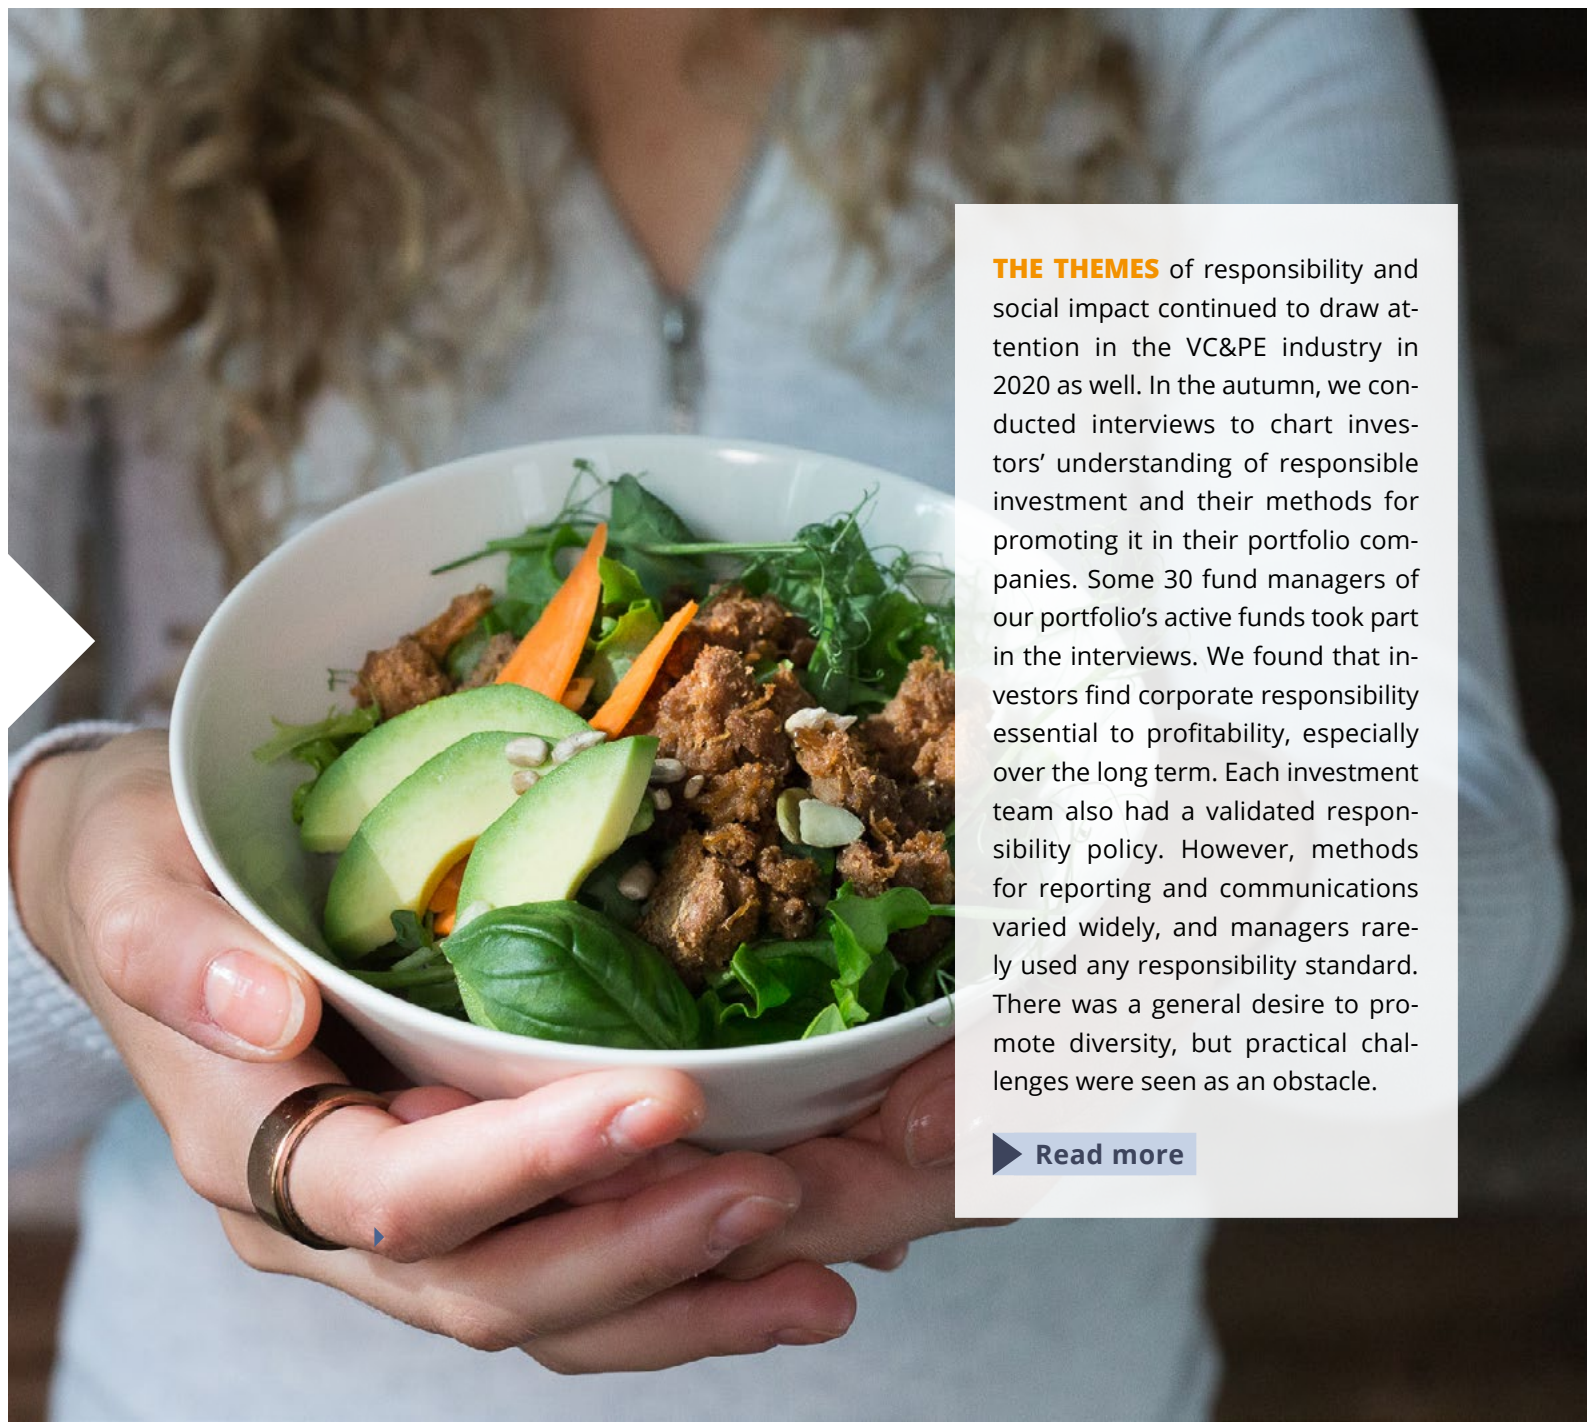 THE THEMES of responsibility and
social impact continued to draw at-
tention in the VC&PE industry in
2020 as well. In the autumn, we con-
ducted interviews to chart inves-
tors’ understanding of responsible
investment and their methods for
promoting it in their portfolio com-
panies. Some 30 fund managers of
our portfolio’s active funds took part
in the interviews. We found that in-
vestors find corporate responsibility
essential to profitability, especially
over the long term. Each investment
team also had a validated respon-
sibility policy. However, methods
for reporting and communications
varied widely, and managers rare-
ly used any responsibility standard.
There was a general desire to pro-
mote diversity, but practical chal-
lenges were seen as an obstacle.
Read more